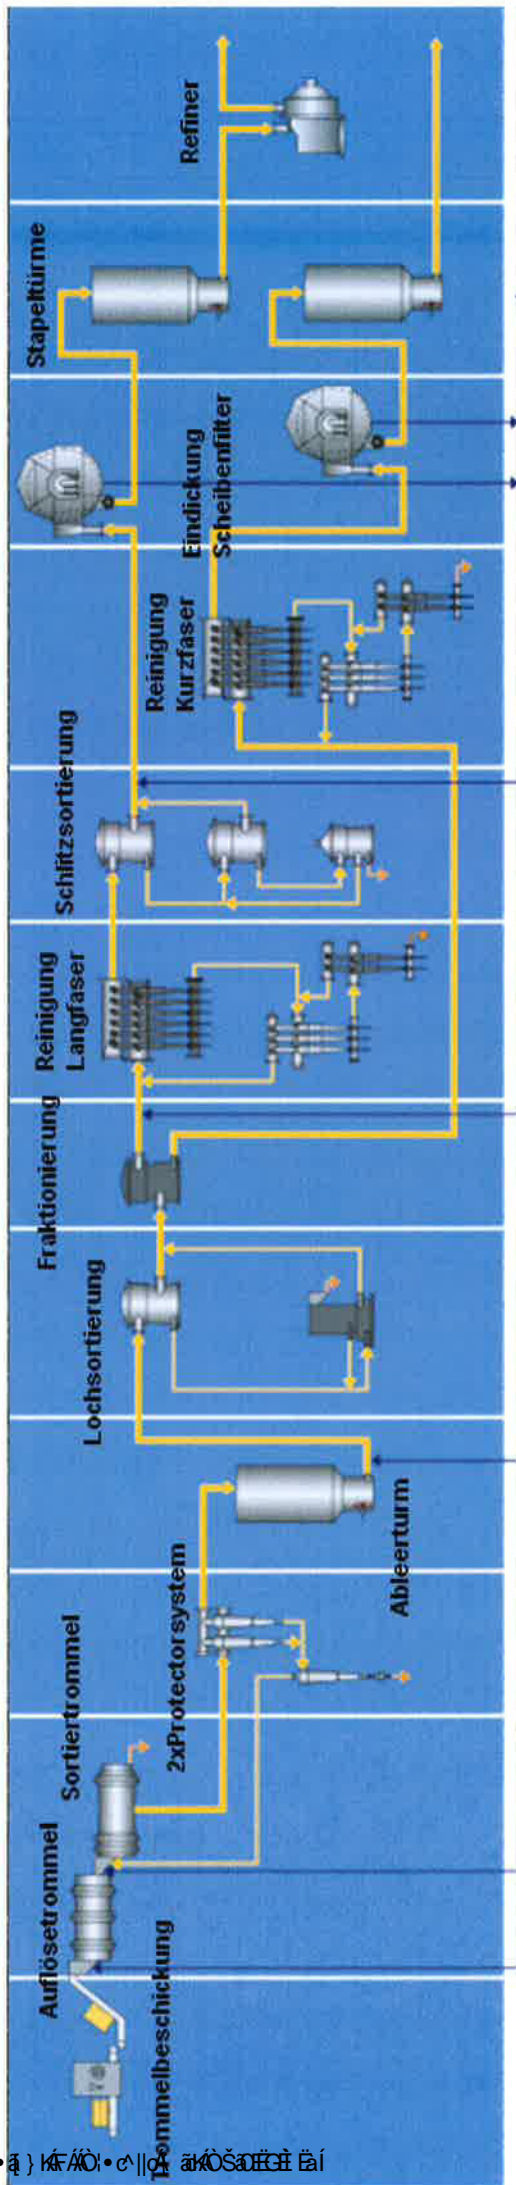 Trommelbeschickung
Auflösetrommel
Sortiertrommel
2xProtectorsystem
Ableerturm
Lochsortierung
Fraktionierung
Reinigung
Langfaser
Schlitzsortierung
Reinigung
Kurzfaser
Eindickung
Scheibenfilter
Stapeltürme
Refiner